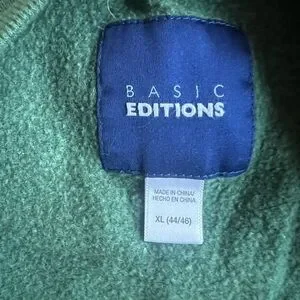 BASIC
EDITIONS
MADE IN CHINA/
HECHO EN CHINA
XL (44/46)